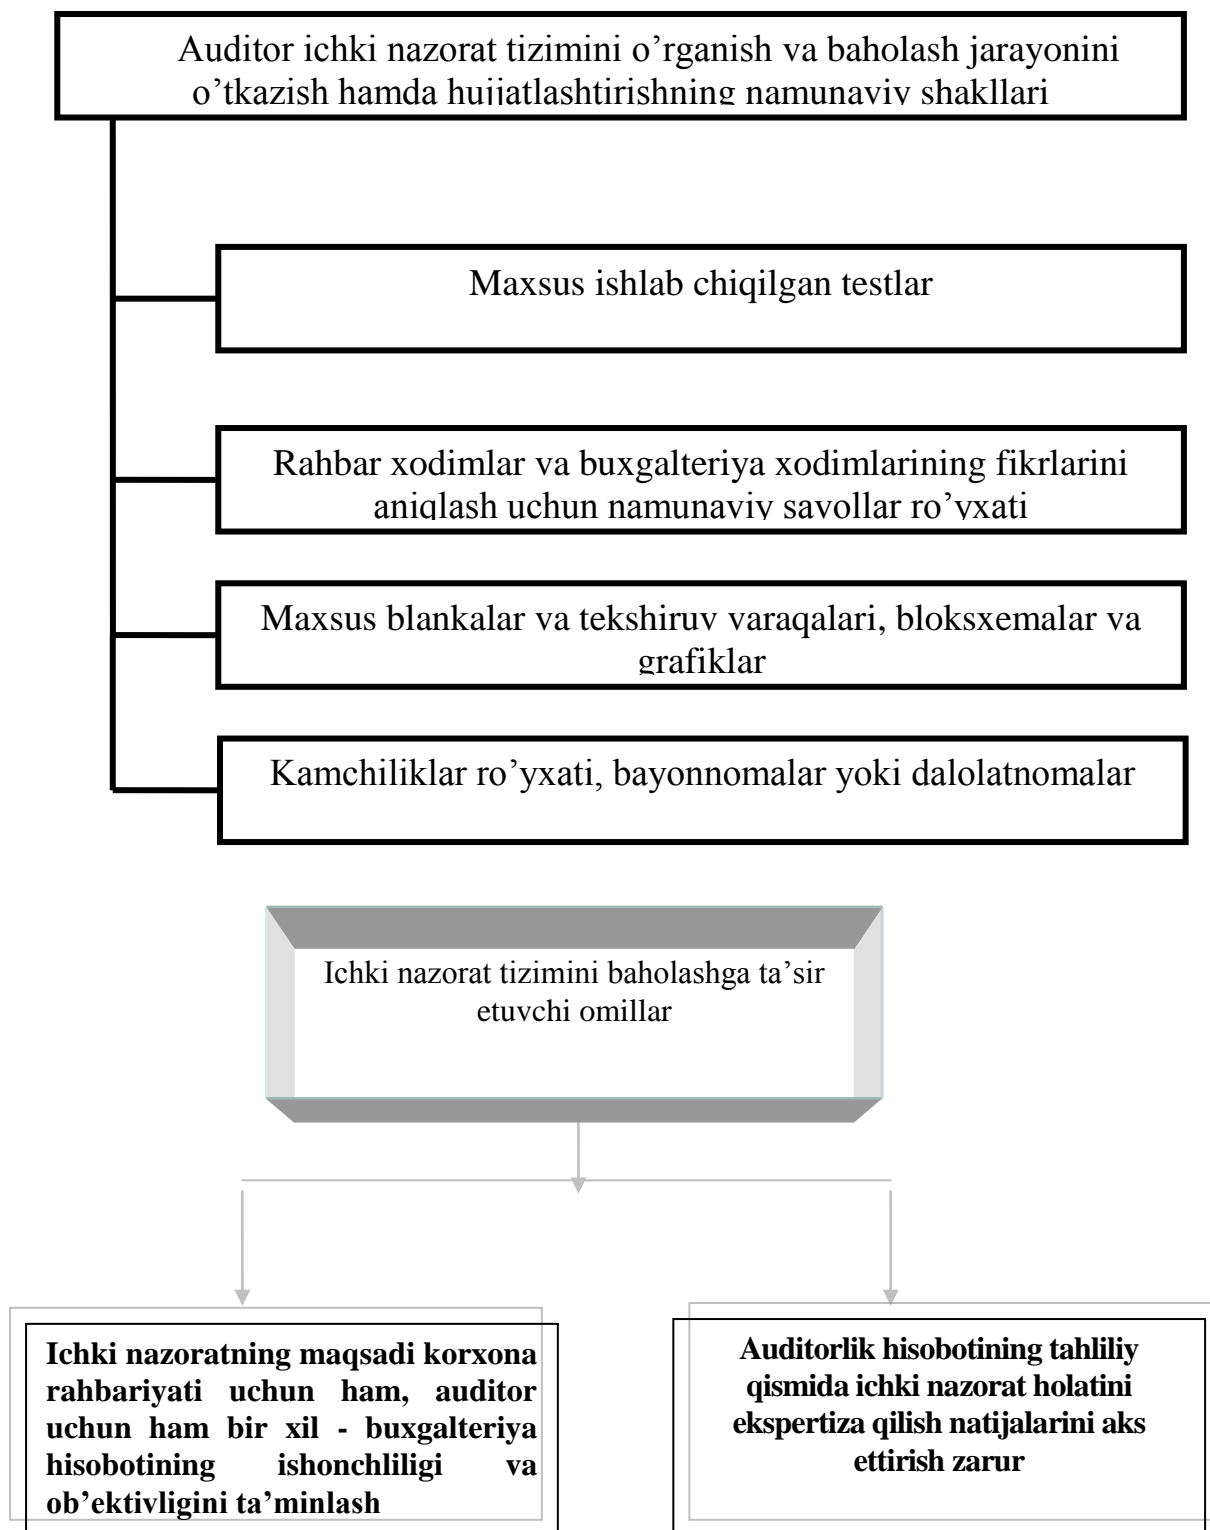 Auditor ichki nazorat tizimini o’rganish va baholash jarayonini
o’tkazish hamda hujjatlashtirishning namunaviy shakllari
Maxsus ishlab chiqilgan testlar
Rahbar xodimlar va buxgalteriya xodimlarining fikrlarini
aniqlash uchun namunaviy savollar ro’yxati
Maxsus blankalar va tekshiruv varaqalari, bloksxemalar va
grafiklar
Kamchiliklar ro’yxati, bayonnomalar yoki dalolatnomalar
Ichki nazorat tizimini baholashga ta’sir
etuvchi omillar
Ichki nazoratning maqsadi korxona
rahbariyati uchun ham, auditor
uchun ham bir xil - buxgalteriya
hisobotining ishonchliligi va
ob’ektivligini ta’minlash
Auditorlik hisobotining tahliliy
qismida ichki nazorat holatini
ekspertiza qilish natijalarini aks
ettirish zarur